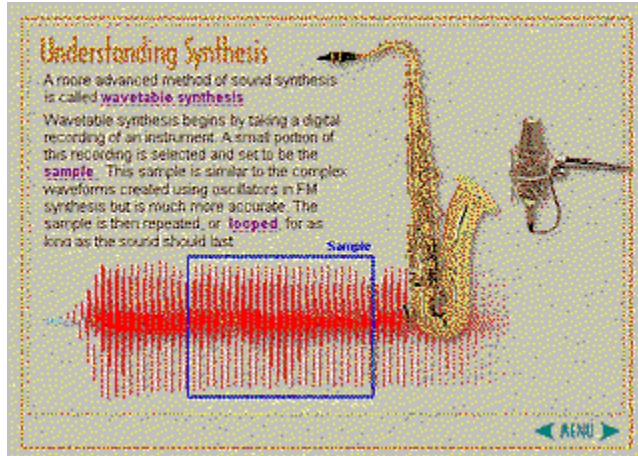 Understanding Synthesis
A more advanced method of sound synthesis
is called wavetable synthesis
Wavetable synthesis begins by taking a digital
recording of an instrument. A small portion of
this recording is selected and set to be the
sample. This sample is similar to the complex
waveforms created using oscillators in FM
synthesis but is much more accurate. The
sample is then repeated, or looped, for as
long as the sound should last.
Sample
MENU